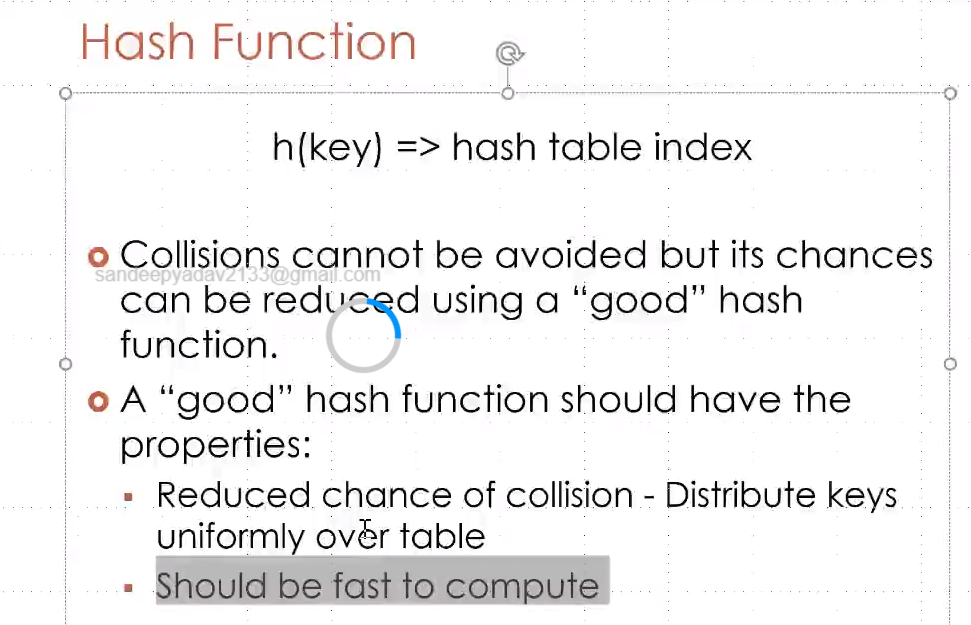 Hash Function
h(key) => hash table index
Collisions cannot be avoided but its chances
sandeepyadav2133@gmail.com
can be reduced using a “good” hash
function.
A “good” hash function should have the
properties:
Reduced chance of collision - Distribute keys
uniformly over table
Should be fast to compute